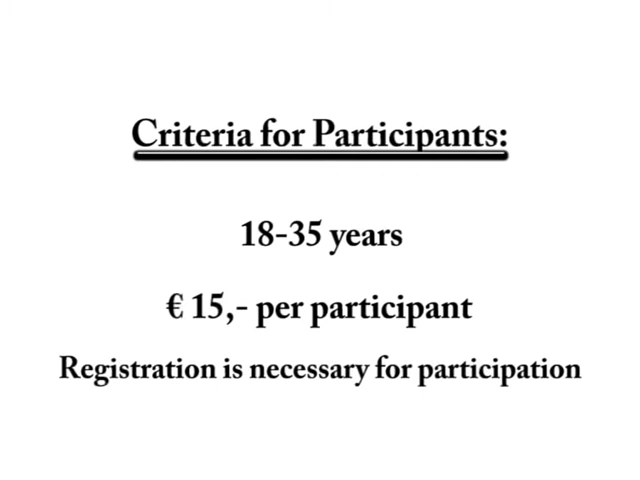 Criteria for Participants:
18-35 years
€ 15,- per participant
Registration is necessary for participation